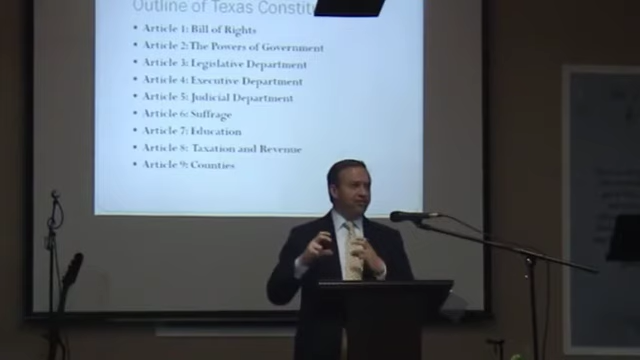 Outline of Texas Constitu
• Article 1: Bill of Rights
• Article 2: The Powers of Government
• Article 3: Legislative Department
• Article 4: Executive Department
• Article 5: Judicial Department
• Article 6: Suffrage
• Article 7: Education
• Article 8: Taxation and Revenue
• Article 9: Counties